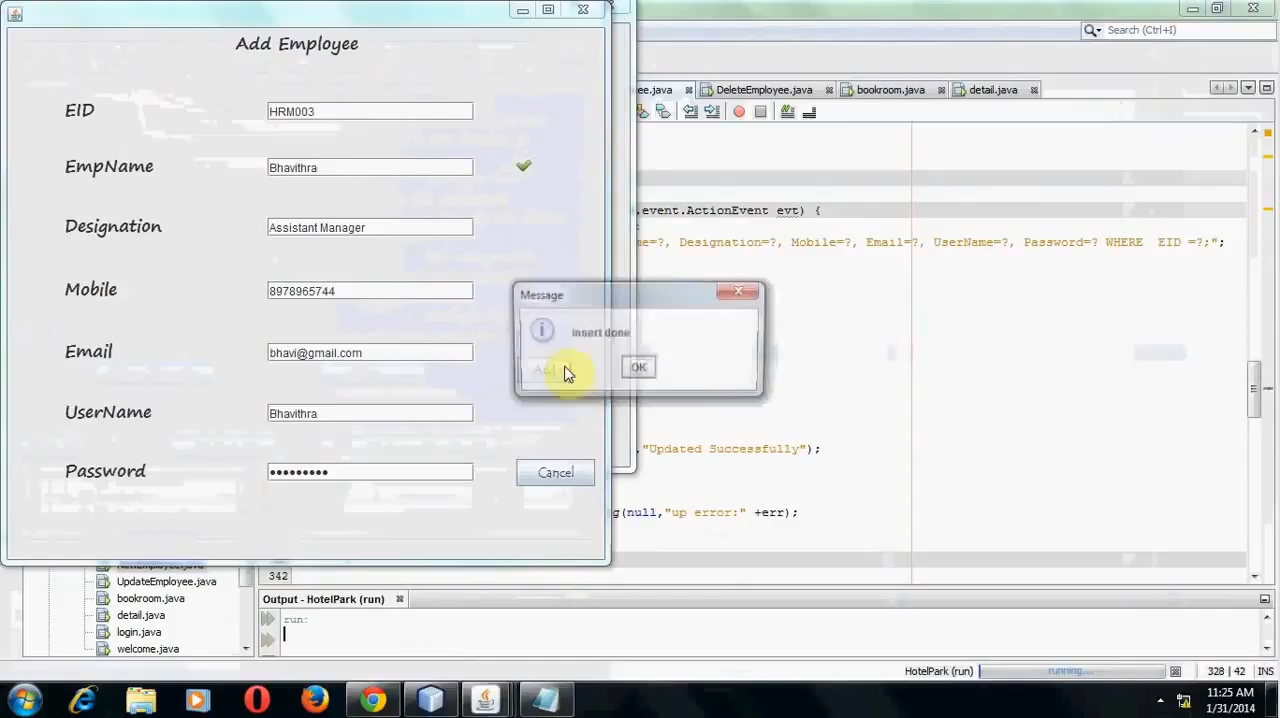 Add Employee
EID HRM003
EmpName Bhavithra
Designation Assistant Manager
Mobile 8978965744
Email bhavi@gmail.com
UserName Bhavithra
Password •••••••••
Cancel
Message
insert done
Add
OK
Search (Ctrl+I)
ee.java DeleteEmployee.java bookroom.java detail.java
.event.ActionEvent evt) {
me=?, Designation=?, Mobile=?, Email=?, UserName=?, Password=? WHERE EID =?;";
,"Updated Successfully");
g(null,"up error:" +err);
342
NewEmployee.java
UpdateEmployee.java
bookroom.java
detail.java
login.java
welcome.java
Output - HotelPark (run)
run:
HotelPark (run) running... 328 | 42 INS
11:25 AM
1/31/2014